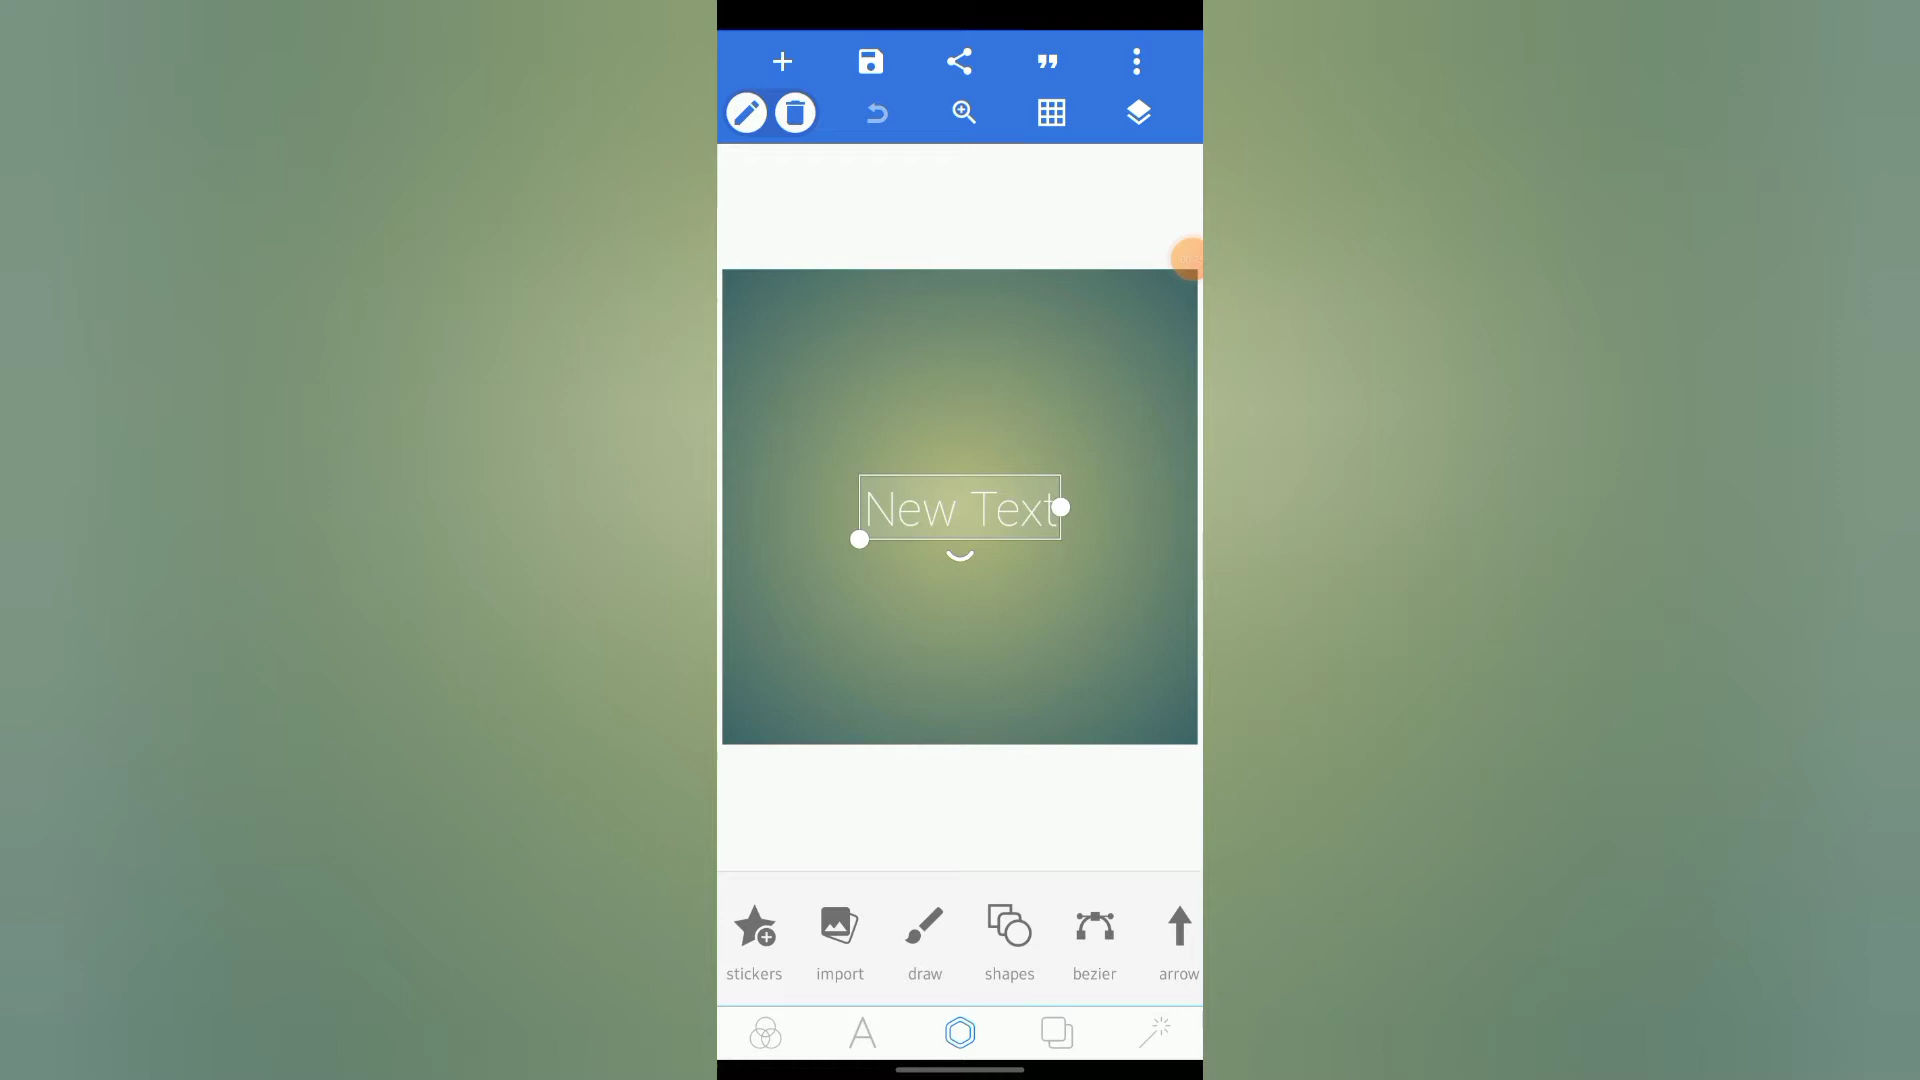 New Text
stickers
import
draw
shapes
bezier
arrow